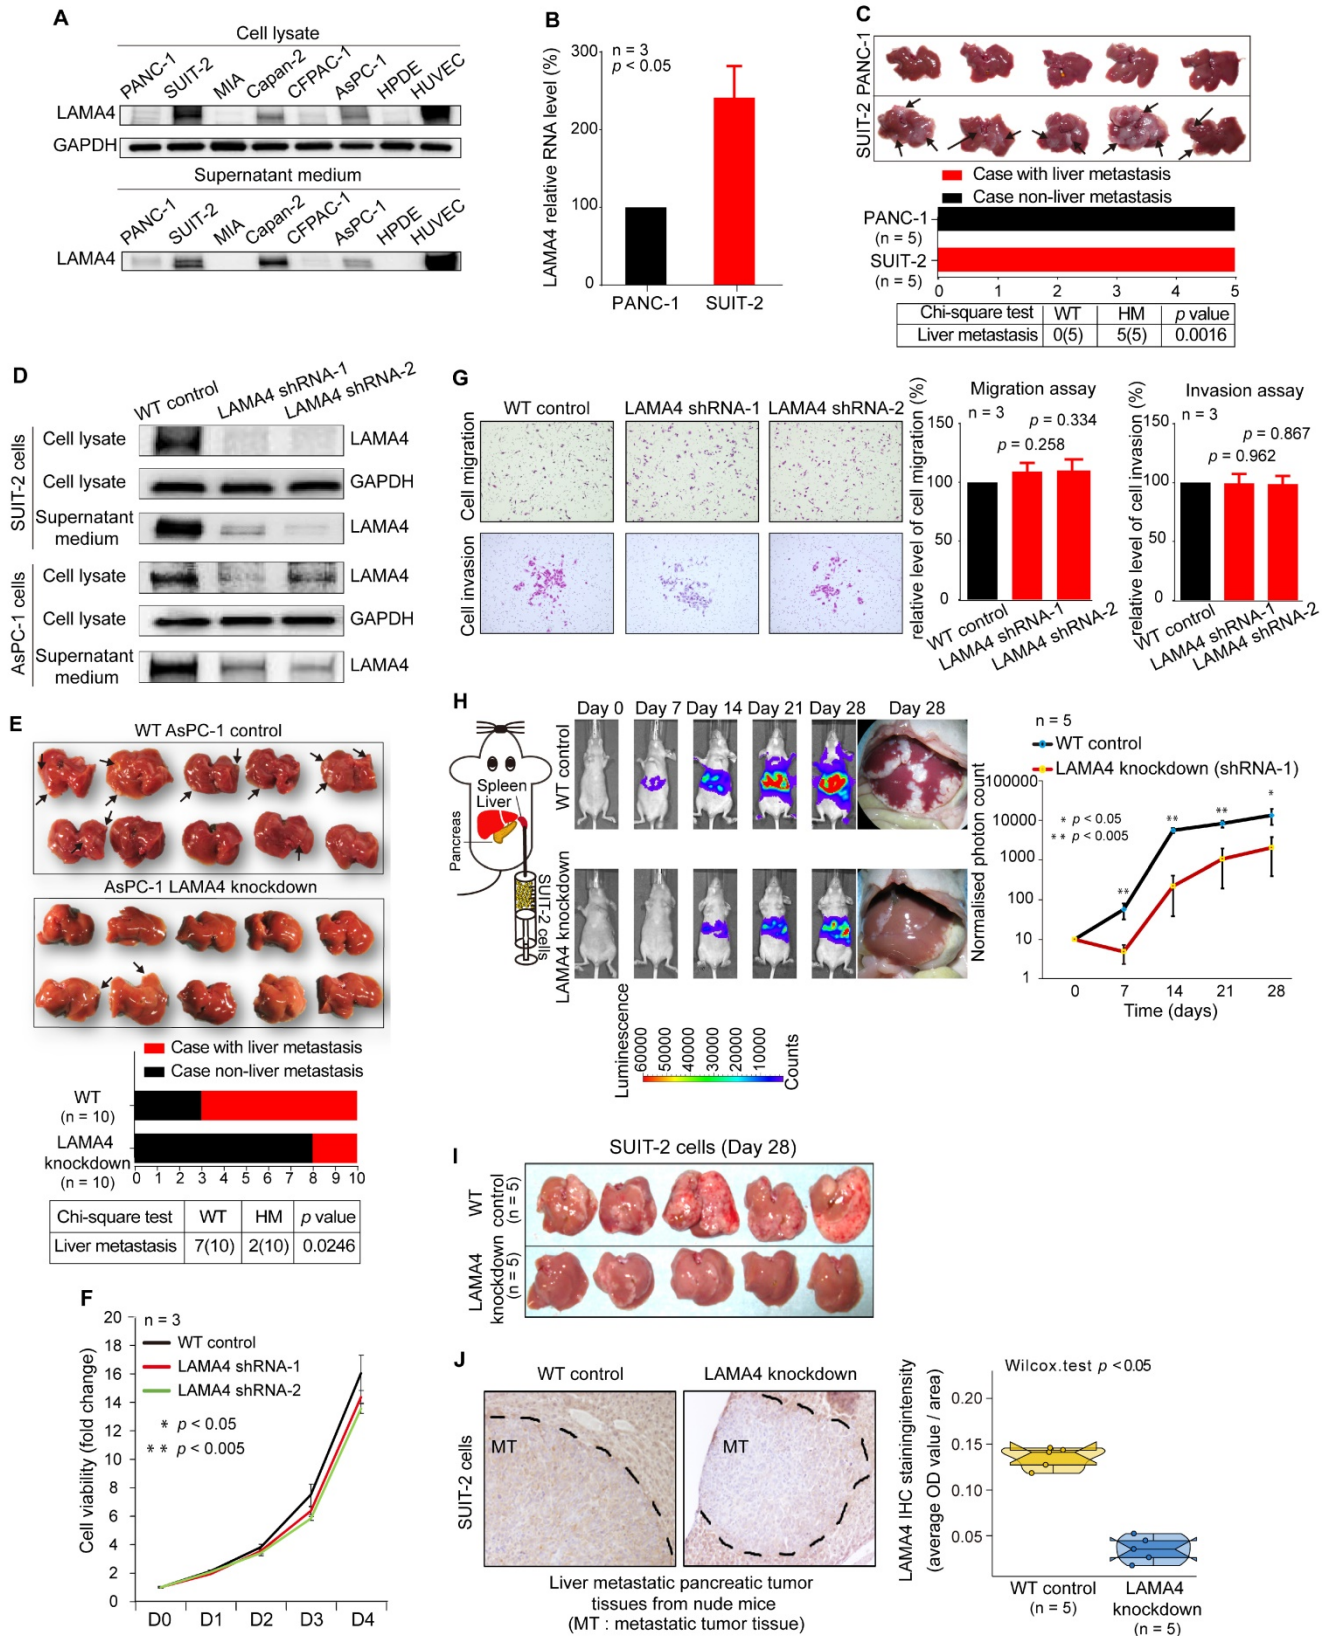 A
Cell lysate
PANC-1
SUIT-2
MIA
Capan-2
CFPAC-1
AsPC-1
HPDE
HUVEC
LAMA4
GAPDH
Supernatant medium
PANC-1
SUIT-2
MIA
Capan-2
CFPAC-1
AsPC-1
HPDE
HUVEC
LAMA4
B
LAMA4 relative RNA level (%)
n = 3
p < 0.05
300
200
100
0
PANC-1 SUIT-2
C
PANC-1
SUIT-2
Case with liver metastasis
Case non-liver metastasis
PANC-1
(n = 5)
SUIT-2
(n = 5)
0 1 2 3 4 5
Chi-square test WT HM p value
Liver metastasis 0(5) 5(5) 0.0016
D
WT control
LAMA4 shRNA-1
LAMA4 shRNA-2
SUIT-2 cells
Cell lysate LAMA4
Cell lysate GAPDH
Supernatant
medium LAMA4
AsPC-1 cells
Cell lysate LAMA4
Cell lysate GAPDH
Supernatant
medium LAMA4
E
WT AsPC-1 control
AsPC-1 LAMA4 knockdown
Case with liver metastasis
Case non-liver metastasis
WT
(n = 10)
LAMA4
knockdown
(n = 10)
0 1 2 3 4 5 6 7 8 9 10
Chi-square test WT HM p value
Liver metastasis 7(10) 2(10) 0.0246
F
Cell viability (fold change)
n = 3
WT control
LAMA4 shRNA-1
LAMA4 shRNA-2
* p < 0.05
** p < 0.005
20
18
16
14
12
10
8
6
4
2
0
D0 D1 D2 D3 D4
G
WT control LAMA4 shRNA-1 LAMA4 shRNA-2
Cell migration
Cell invasion
Migration assay
relative level of cell migration (%)
n = 3
p = 0.334
p = 0.258
150
100
50
0
WT control
LAMA4 shRNA-1
LAMA4 shRNA-2
Invasion assay
relative level of cell invasion (%)
n = 3
p = 0.867
p = 0.962
150
100
50
0
WT control
LAMA4 shRNA-1
LAMA4 shRNA-2
H
Spleen
Liver
Pancreas
SUIT-2 cells
Day 0 Day 7 Day 14 Day 21 Day 28 Day 28
WT control
LAMA4 knockdown
Luminescence
60000
50000
40000
30000
20000
10000
Counts
n = 5
WT control
LAMA4 knockdown (shRNA-1)
Normalised photon count
100000
10000
1000
100
10
1
* p < 0.05
** p < 0.005
**
**
**
*
0 7 14 21 28
Time (days)
I
SUIT-2 cells (Day 28)
WT
control
(n = 5)
LAMA4
knockdown
(n = 5)
J
WT control LAMA4 knockdown
SUIT-2 cells
MT
MT
Liver metastatic pancreatic tumor
tissues from nude mice
(MT : metastatic tumor tissue)
LAMA4 IHC stainingintensity
(average OD value / area)
Wilcox.test p < 0.05
0.20
0.15
0.10
0.05
WT control
(n = 5)
LAMA4
knockdown
(n = 5)